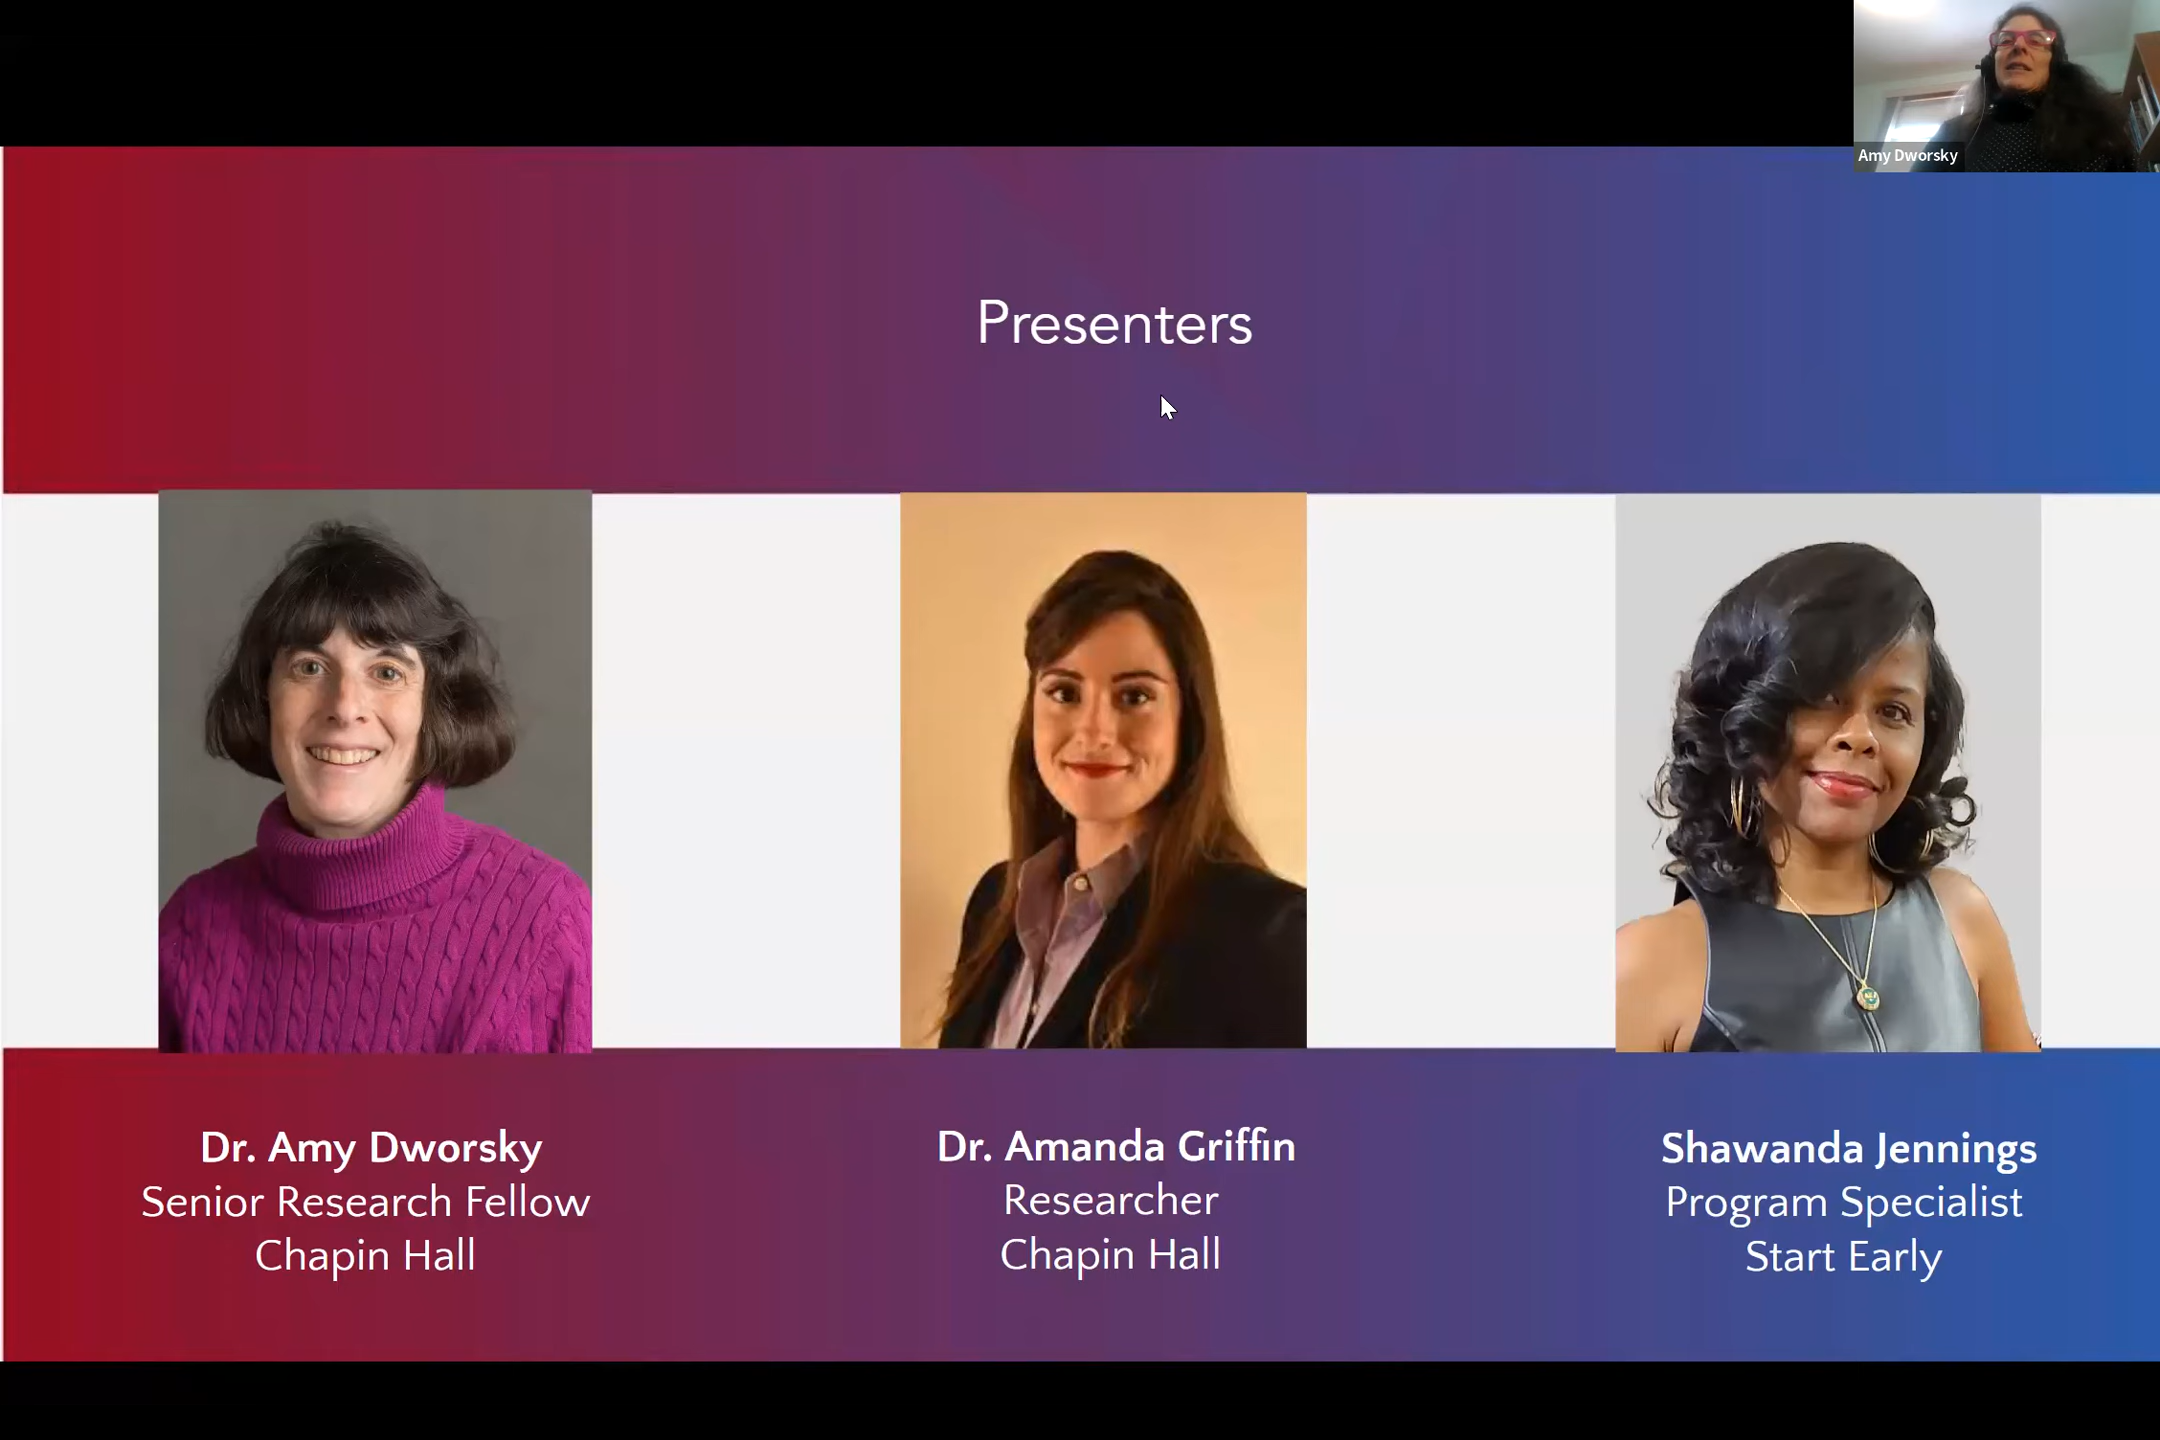 Amy Dworsky
Presenters
Dr. Amy Dworsky
Senior Research Fellow
Chapin Hall
Dr. Amanda Griffin
Researcher
Chapin Hall
Shawanda Jennings
Program Specialist
Start Early